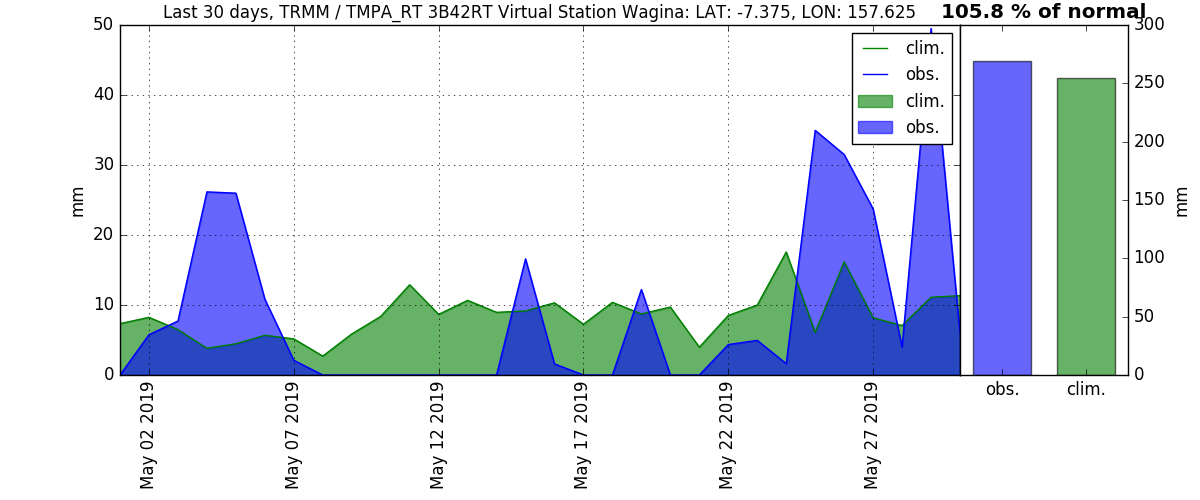 Last 30 days, TRMM / TMPA_RT 3B42RT Virtual Station Wagina: LAT: -7.375, LON: 157.625
105.8 % of normal
50
40
30
20
10
0
mm
clim.
obs.
clim.
obs.
300
250
200
150
100
50
0
mm
obs.
clim.
May 02 2019
May 07 2019
May 12 2019
May 17 2019
May 22 2019
May 27 2019